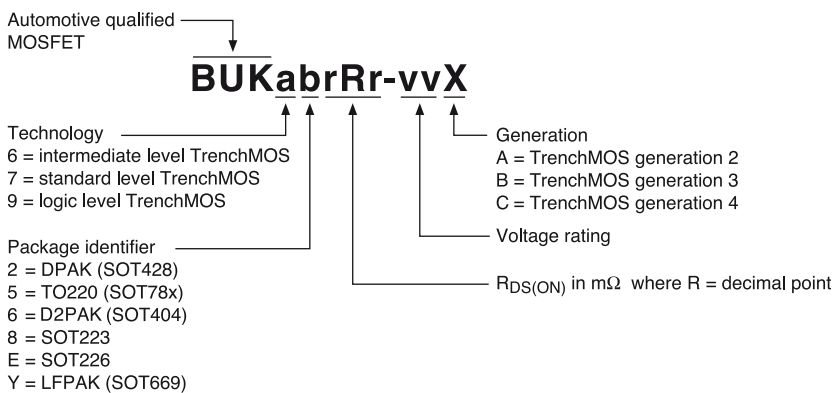 Automotive qualified
MOSFET
BUKabrRr-vvX
Technology
6 = intermediate level TrenchMOS
7 = standard level TrenchMOS
9 = logic level TrenchMOS
Package identifier
2 = DPAK (SOT428)
5 = TO220 (SOT78x)
6 = D2PAK (SOT404)
8 = SOT223
E = SOT226
Y = LFPAK (SOT669)
Generation
A = TrenchMOS generation 2
B = TrenchMOS generation 3
C = TrenchMOS generation 4
Voltage rating
RDS(ON) in mΩ where R = decimal point